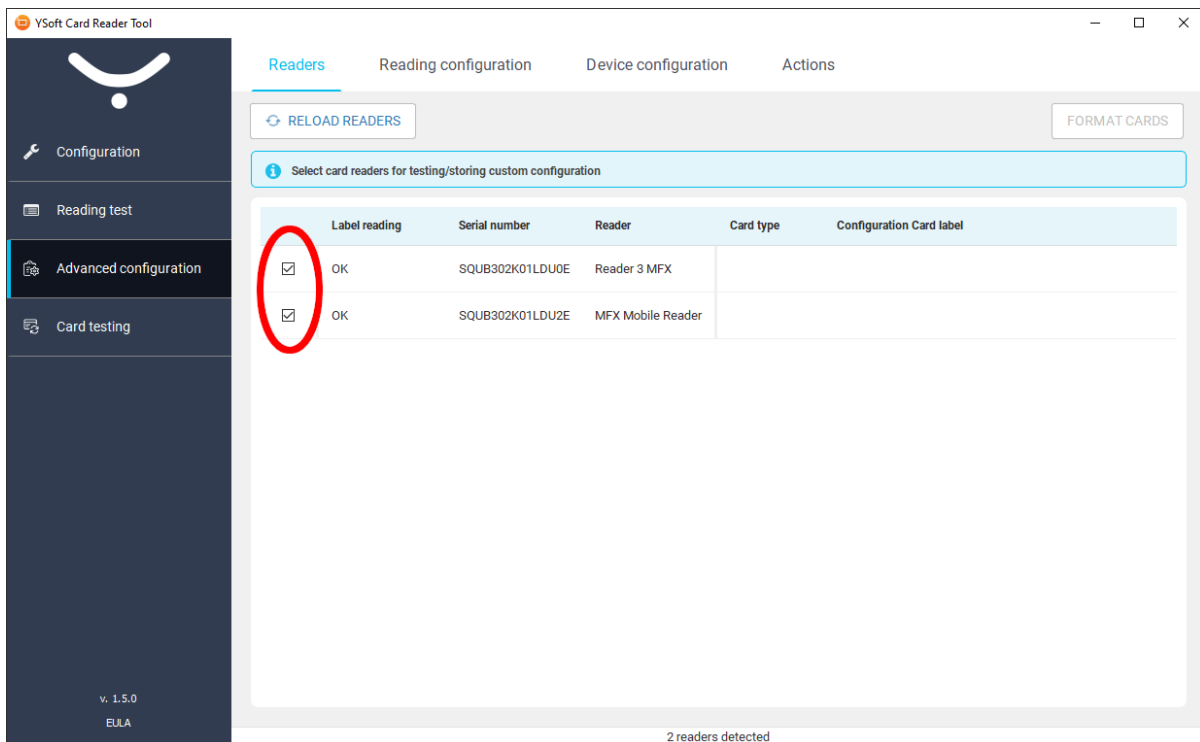 YSoft Card Reader Tool
Readers Reading configuration Device configuration Actions
RELOAD READERS FORMAT CARDS
Configuration
Select card readers for testing/storing custom configuration
Reading test
Label reading Serial number Reader Card type Configuration Card label
Advanced configuration
OK SQUB302K01LDU0E Reader 3 MFX
OK SQUB302K01LDU2E MFX Mobile Reader
Card testing
v. 1.5.0
EULA
2 readers detected